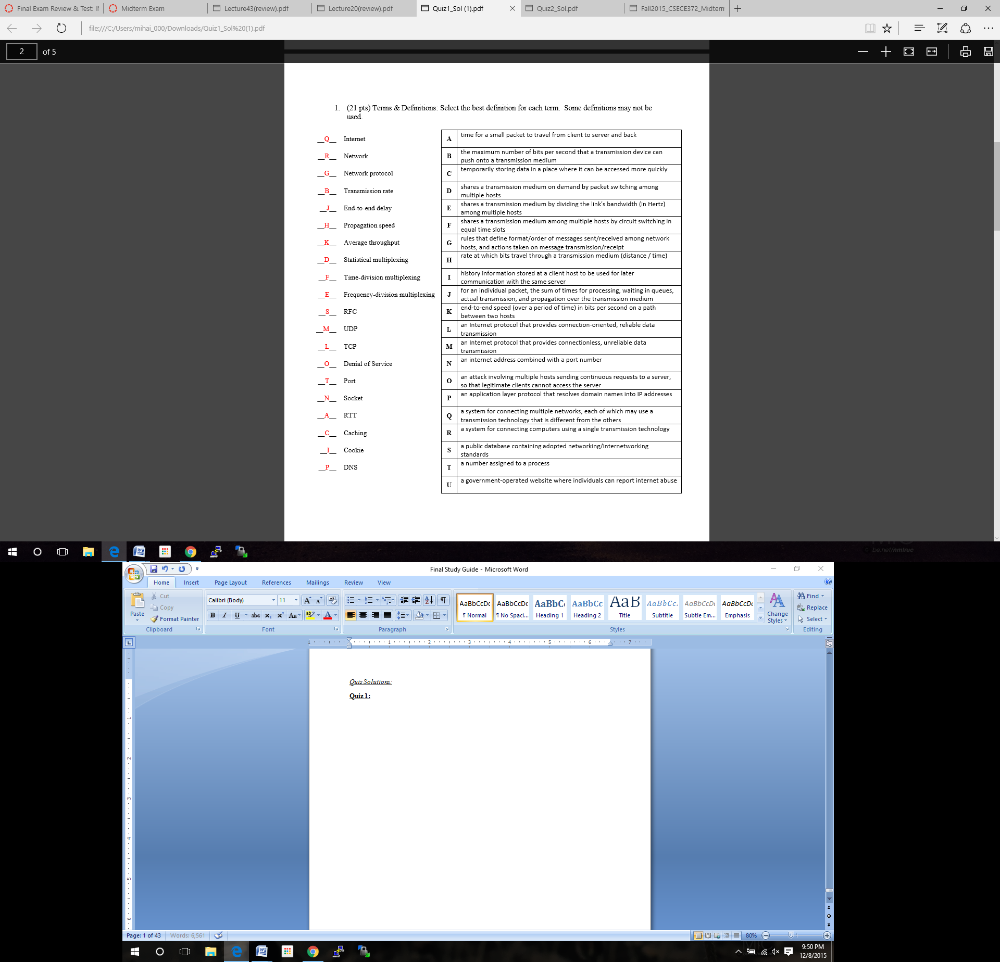 Final Exam Review & Test: II
Midterm Exam
Lecture43(review).pdf
Lecture20(review).pdf
Quiz1_Sol (1).pdf
Quiz2_Sol.pdf
Fall2015_CSECE372_Midterm
file:///C:/Users/mihai_000/Downloads/Quiz1_Sol%20(1).pdf
2 of 5
1. (21 pts) Terms & Definitions: Select the best definition for each term. Some definitions may not be
used.
__Q__ Internet
__R__ Network
__G__ Network protocol
__B__ Transmission rate
__J__ End-to-end delay
__H__ Propagation speed
__K__ Average throughput
__D__ Statistical multiplexing
__F__ Time-division multiplexing
__E__ Frequency-division multiplexing
__S__ RFC
__M__ UDP
__L__ TCP
__O__ Denial of Service
__T__ Port
__N__ Socket
__A__ RTT
__C__ Caching
__I__ Cookie
__P__ DNS
A time for a small packet to travel from client to server and back
B the maximum number of bits per second that a transmission device can
push onto a transmission medium
C temporarily storing data in a place where it can be accessed more quickly
D shares a transmission medium on demand by packet switching among
multiple hosts
E shares a transmission medium by dividing the link's bandwidth (in Hertz)
among multiple hosts
F shares a transmission medium among multiple hosts by circuit switching in
equal time slots
G rules that define format/order of messages sent/received among network
hosts, and actions taken on message transmission/receipt
H rate at which bits travel through a transmission medium (distance / time)
I history information stored at a client host to be used for later
communication with the same server
J for an individual packet, the sum of times for processing, waiting in queues,
actual transmission, and propagation over the transmission medium
K end-to-end speed (over a period of time) in bits per second on a path
between two hosts
L an Internet protocol that provides connection-oriented, reliable data
transmission
M an Internet protocol that provides connectionless, unreliable data
transmission
N an internet address combined with a port number
O an attack involving multiple hosts sending continuous requests to a server,
so that legitimate clients cannot access the server
P an application layer protocol that resolves domain names into IP addresses
Q a system for connecting multiple networks, each of which may use a
transmission technology that is different from the others
R a system for connecting computers using a single transmission technology
S a public database containing adopted networking/internetworking
standards
T a number assigned to a process
U a government-operated website where individuals can report internet abuse
be.net/nmtruc
Final Study Guide - Microsoft Word
Home Insert Page Layout References Mailings Review View
Paste
Cut
Copy
Format Painter
Clipboard
Calibri (Body) 11
Font
Paragraph
AaBbCcDc AaBbCcDc AaBbC AaBbCc AaB AaBbCc. AaBbCcDi AaBbCcDi
¶ Normal ¶ No Spaci... Heading 1 Heading 2 Title Subtitle Subtle Em... Emphasis
Change
Styles
Styles
Find
Replace
Select
Editing
1 1 2 3 4 5 6 7
1
2
3
4
5
6
Quiz Solutions:
Quiz 1:
Page: 1 of 43 Words: 6,561
80%
9:50 PM
12/8/2015